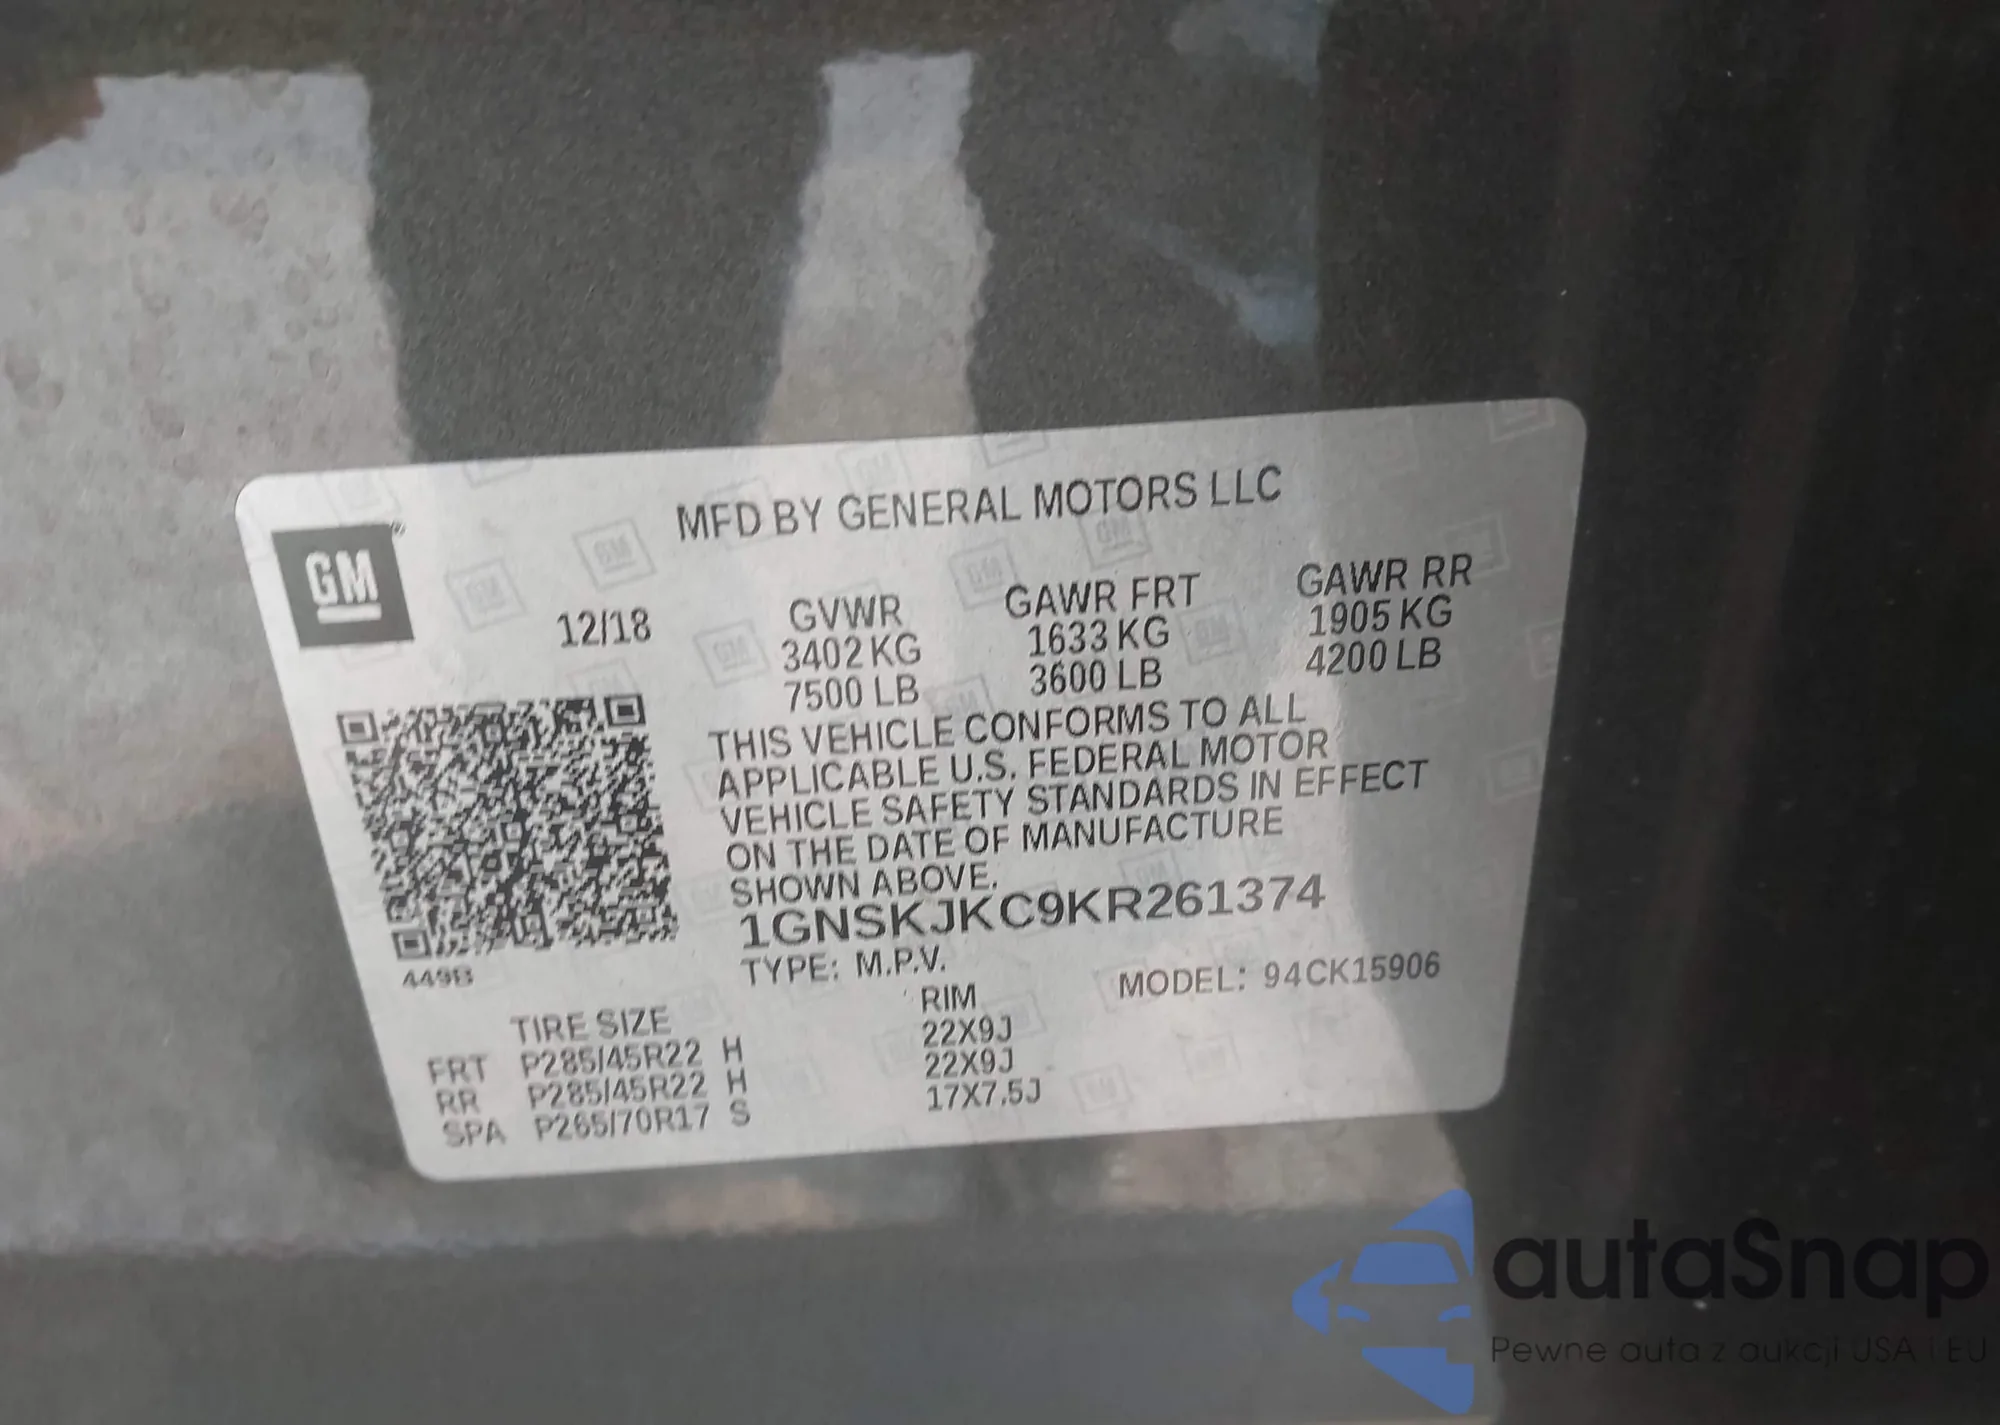 MFD BY GENERAL MOTORS LLC
GM
12/18
GVWR GAWR FRT GAWR RR
3402 KG 1633 KG 1905 KG
7500 LB 3600 LB 4200 LB
THIS VEHICLE CONFORMS TO ALL
APPLICABLE U.S. FEDERAL MOTOR
VEHICLE SAFETY STANDARDS IN EFFECT
ON THE DATE OF MANUFACTURE
SHOWN ABOVE.
1GNSKJKC9KR261374
449B
TYPE: M.P.V. MODEL: 94CK15906
TIRE SIZE RIM
FRT P285/45R22 H 22X9J
RR P285/45R22 H 22X9J
SPA P265/70R17 S 17X7.5J
autaSnap
Pewne auta z aukcji USA i EU